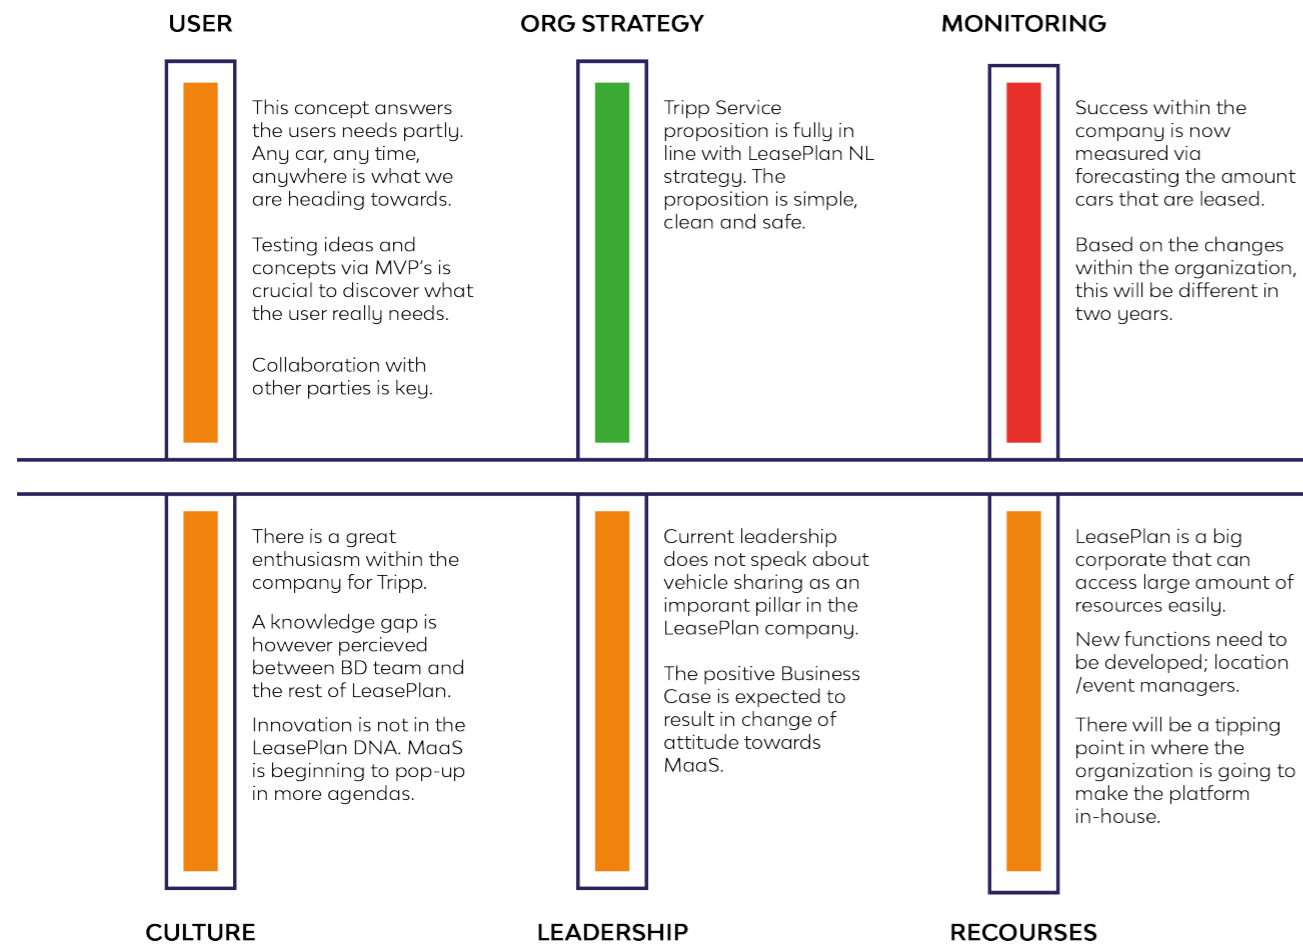 USER
This concept answers
the users needs partly.
Any car, any time,
anywhere is what we
are heading towards.
Testing ideas and
concepts via MVP's is
crucial to discover what
the user really needs.
Collaboration with
other parties is key.
ORG STRATEGY
Tripp Service
proposition is fully in
line with LeasePlan NL
strategy. The
proposition is simple,
clean and safe.
MONITORING
Success within the
company is now
measured via
forecasting the amount
cars that are leased.
Based on the changes
within the organization,
this will be different in
two years.
There is a great
enthusiasm within the
company for Tripp.
A knowledge gap is
however percieved
between BD team and
the rest of LeasePlan.
Innovation is not in the
LeasePlan DNA. MaaS
is beginning to pop-up
in more agendas.
CULTURE
Current leadership
does not speak about
vehicle sharing as an
imporant pillar in the
LeasePlan company.
The positive Business
Case is expected to
result in change of
attitude towards
MaaS.
LEADERSHIP
LeasePlan is a big
corporate that can
access large amount of
resources easily.
New functions need to
be developed; location
/event managers.
There will be a tipping
point in where the
organization is going to
make the platform
in-house.
RECOURSES